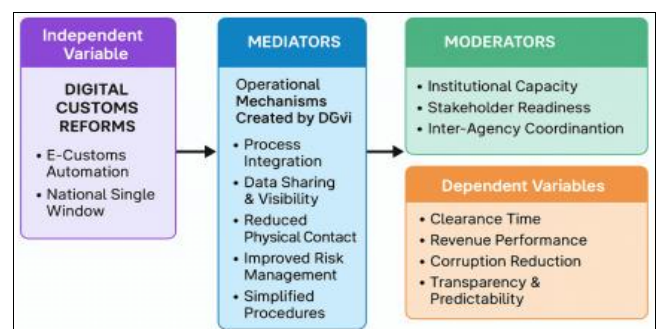 Independent
Variable
DIGITAL
CUSTOMS
REFORMS
• E-Customs
Automation
• National Single
Window
MEDIATORS
Operational
Mechanisms
Created by DGvi
• Process
Integration
• Data Sharing
& Visibility
• Reduced
Physical Contact
• Improved Risk
Management
• Simplified
Procedures
MODERATORS
• Institutional Capacity
• Stakeholder Readiness
• Inter-Agency Coordinantion
Dependent Variables
• Clearance Time
• Revenue Performance
• Corruption Reduction
• Transparency &
Predictability